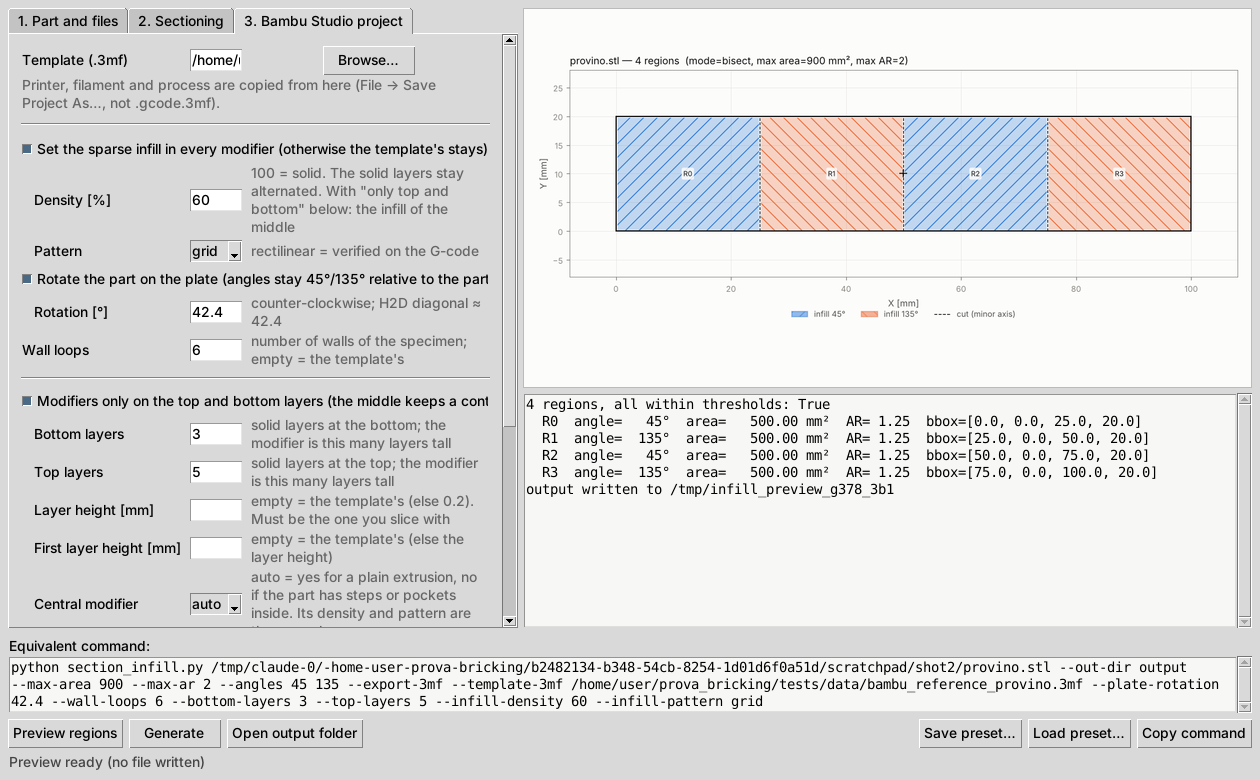 1. Part and files
2. Sectioning
3. Bambu Studio project
Template (.3mf)
Browse...
Printer, filament and process are copied from here (File → Save
Project As..., not .gcode.3mf).
Set the sparse infill in every modifier (otherwise the template's stays)
Density [%]
60
100 = solid. The solid layers stay
alternated. With "only top and
bottom" below: the infill of the
middle
Pattern
grid
rectilinear = verified on the G-code
Rotate the part on the plate (angles stay 45°/135° relative to the part
Rotation [°]
42.4
counter-clockwise; H2D diagonal ≈
42.4
Wall loops
6
number of walls of the specimen;
empty = the template's
Modifiers only on the top and bottom layers (the middle keeps a cont
Bottom layers
3
solid layers at the bottom; the
modifier is this many layers tall
Top layers
5
solid layers at the top; the modifier
is this many layers tall
Layer height [mm]
empty = the template's (else 0.2).
Must be the one you slice with
First layer height [mm]
empty = the template's (else the
layer height)
Central modifier
auto
auto = yes for a plain extrusion, no
if the part has steps or pockets
inside. Its density and pattern are
provino.stl — 4 regions (mode=bisect, max area=900 mm², max AR=2)
Y [mm]
25
20
15
10
5
0
−5
R0
R1
R2
R3
0
20
40
60
80
100
X [mm]
infill 45°
infill 135°
cut (minor axis)
4 regions, all within thresholds: True
R0 angle= 45° area= 500.00 mm² AR= 1.25 bbox=[0.0, 0.0, 25.0, 20.0]
R1 angle= 135° area= 500.00 mm² AR= 1.25 bbox=[25.0, 0.0, 50.0, 20.0]
R2 angle= 45° area= 500.00 mm² AR= 1.25 bbox=[50.0, 0.0, 75.0, 20.0]
R3 angle= 135° area= 500.00 mm² AR= 1.25 bbox=[75.0, 0.0, 100.0, 20.0]
output written to /tmp/infill_preview_g378_3b1
Equivalent command:
python section_infill.py /tmp/claude-0/-home-user-prova-bricking/b2482134-b348-54cb-8254-1d01d6f0a51d/scratchpad/shot2/provino.stl --out-dir output
--max-area 900 --max-ar 2 --angles 45 135 --export-3mf --template-3mf /home/user/prova_bricking/tests/data/bambu_reference_provino.3mf --plate-rotation
42.4 --wall-loops 6 --bottom-layers 3 --top-layers 5 --infill-density 60 --infill-pattern grid
Preview regions
Generate
Open output folder
Save preset...
Load preset...
Copy command
Preview ready (no file written)